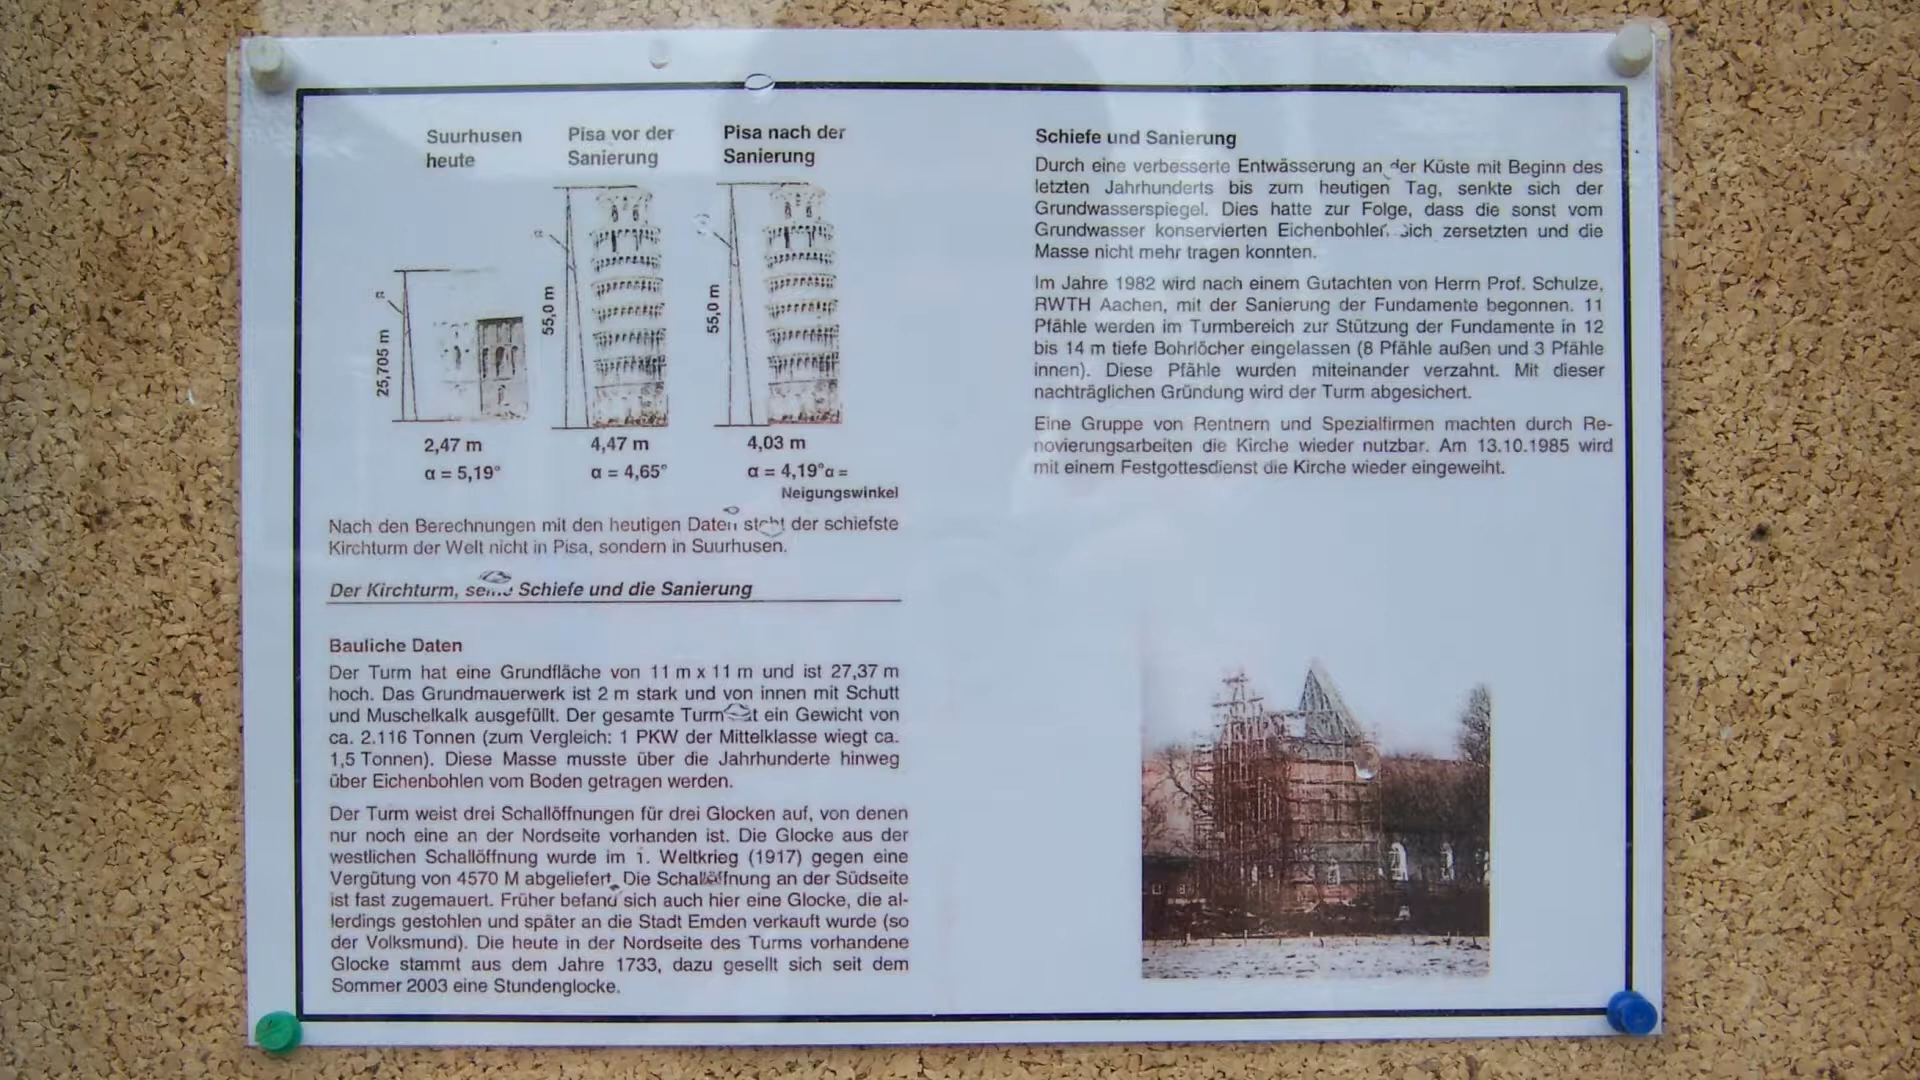 Suurhusen
heute
Pisa vor der
Sanierung
Pisa nach der
Sanierung
α
α
25,705 m
55,0 m
55,0 m
2,47 m
4,47 m
4,03 m
α = 5,19°
α = 4,65°
α = 4,19°α =
Neigungswinkel
Nach den Berechnungen mit den heutigen Daten steht der schiefste
Kirchturm der Welt nicht in Pisa, sondern in Suurhusen.
Der Kirchturm, seine Schiefe und die Sanierung
Bauliche Daten
Der Turm hat eine Grundfläche von 11 m x 11 m und ist 27,37 m
hoch. Das Grundmauerwerk ist 2 m stark und von innen mit Schutt
und Muschelkalk ausgefüllt. Der gesamte Turm hat ein Gewicht von
ca. 2.116 Tonnen (zum Vergleich: 1 PKW der Mittelklasse wiegt ca.
1,5 Tonnen). Diese Masse musste über die Jahrhunderte hinweg
über Eichenbohlen vom Boden getragen werden.
Der Turm weist drei Schallöffnungen für drei Glocken auf, von denen
nur noch eine an der Nordseite vorhanden ist. Die Glocke aus der
westlichen Schallöffnung wurde im 1. Weltkrieg (1917) gegen eine
Vergütung von 4570 M abgeliefert. Die Schallöffnung an der Südseite
ist fast zugemauert. Früher befand sich auch hier eine Glocke, die al-
lerdings gestohlen und später an die Stadt Emden verkauft wurde (so
der Volksmund). Die heute in der Nordseite des Turms vorhandene
Glocke stammt aus dem Jahre 1733, dazu gesellt sich seit dem
Sommer 2003 eine Stundenglocke.
Schiefe und Sanierung
Durch eine verbesserte Entwässerung an der Küste mit Beginn des
letzten Jahrhunderts bis zum heutigen Tag, senkte sich der
Grundwasserspiegel. Dies hatte zur Folge, dass die sonst vom
Grundwasser konservierten Eichenbohlen sich zersetzten und die
Masse nicht mehr tragen konnten.
Im Jahre 1982 wird nach einem Gutachten von Herrn Prof. Schulze,
RWTH Aachen, mit der Sanierung der Fundamente begonnen. 11
Pfähle werden im Turmbereich zur Stützung der Fundamente in 12
bis 14 m tiefe Bohrlöcher eingelassen (8 Pfähle außen und 3 Pfähle
innen). Diese Pfähle wurden miteinander verzahnt. Mit dieser
nachträglichen Gründung wird der Turm abgesichert.
Eine Gruppe von Rentnern und Spezialfirmen machten durch Re-
novierungsarbeiten die Kirche wieder nutzbar. Am 13.10.1985 wird
mit einem Festgottesdienst die Kirche wieder eingeweiht.